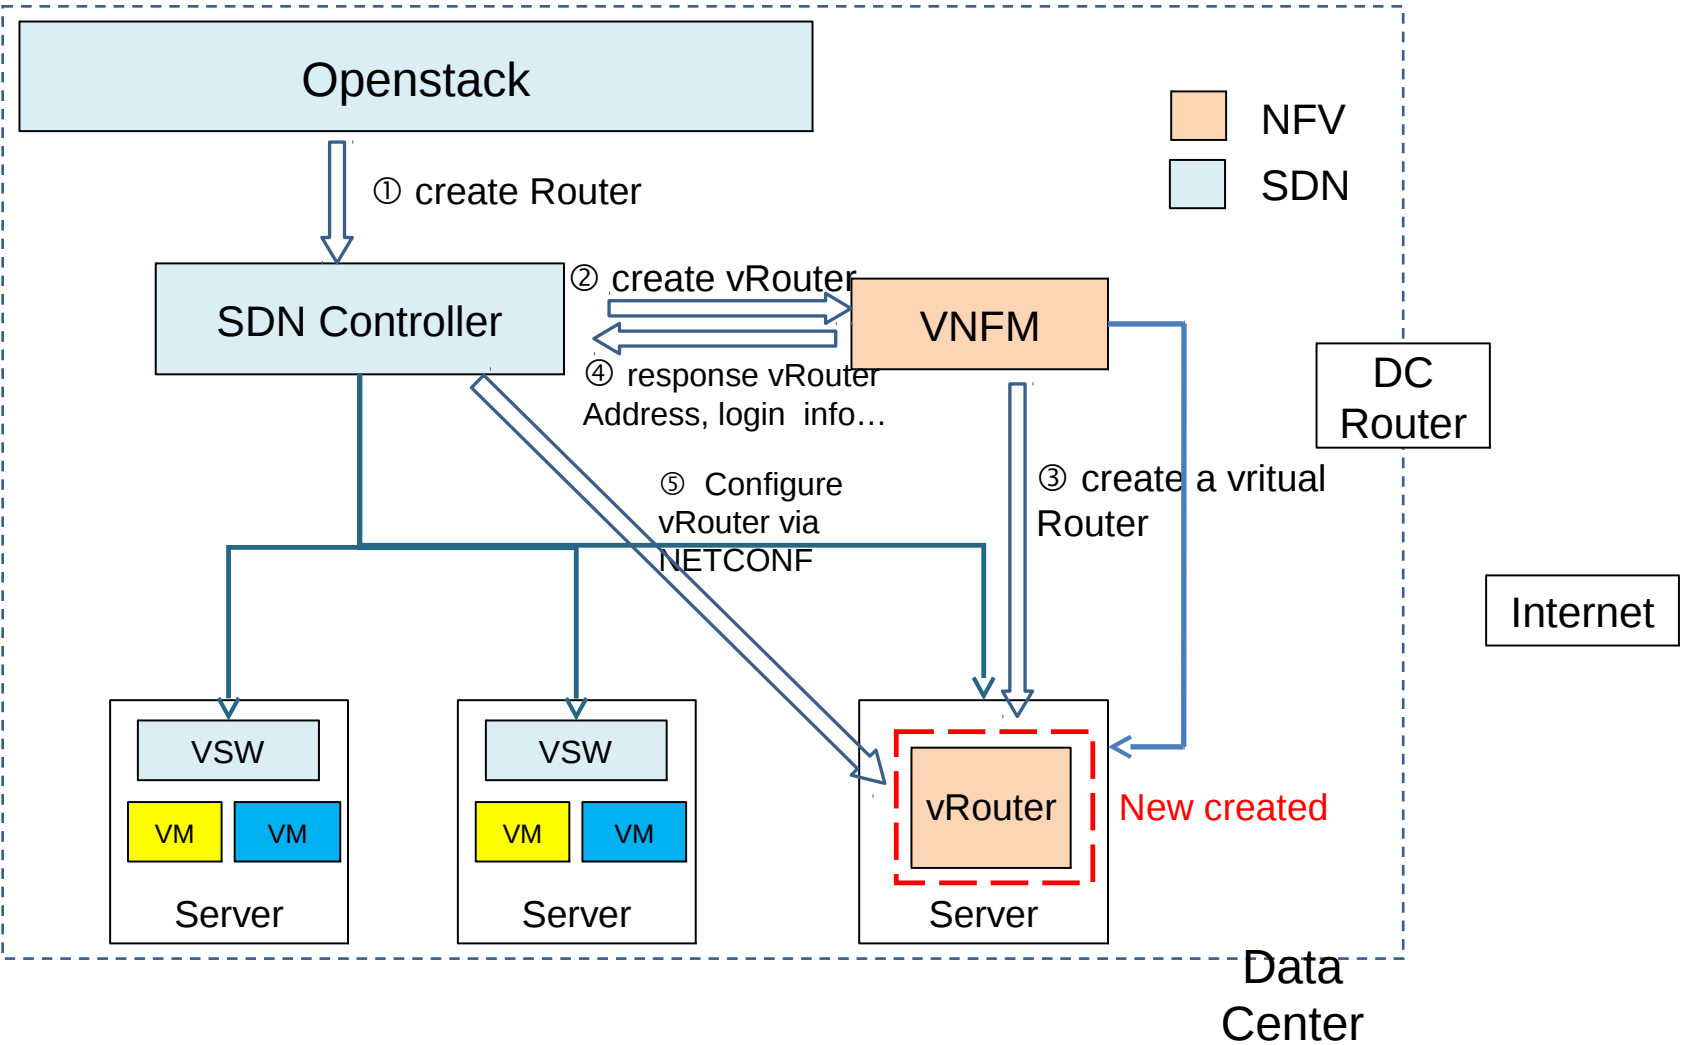 Openstack
NFV
SDN
① create Router
② create vRouter
SDN Controller
VNFM
④ response vRouter
Address, login info…
DC
Router
⑤ Configure
vRouter via
NETCONF
③ create a vritual
Router
Internet
VSW
VSW
vRouter
New created
VM
VM
VM
VM
Server
Server
Server
Data
Center